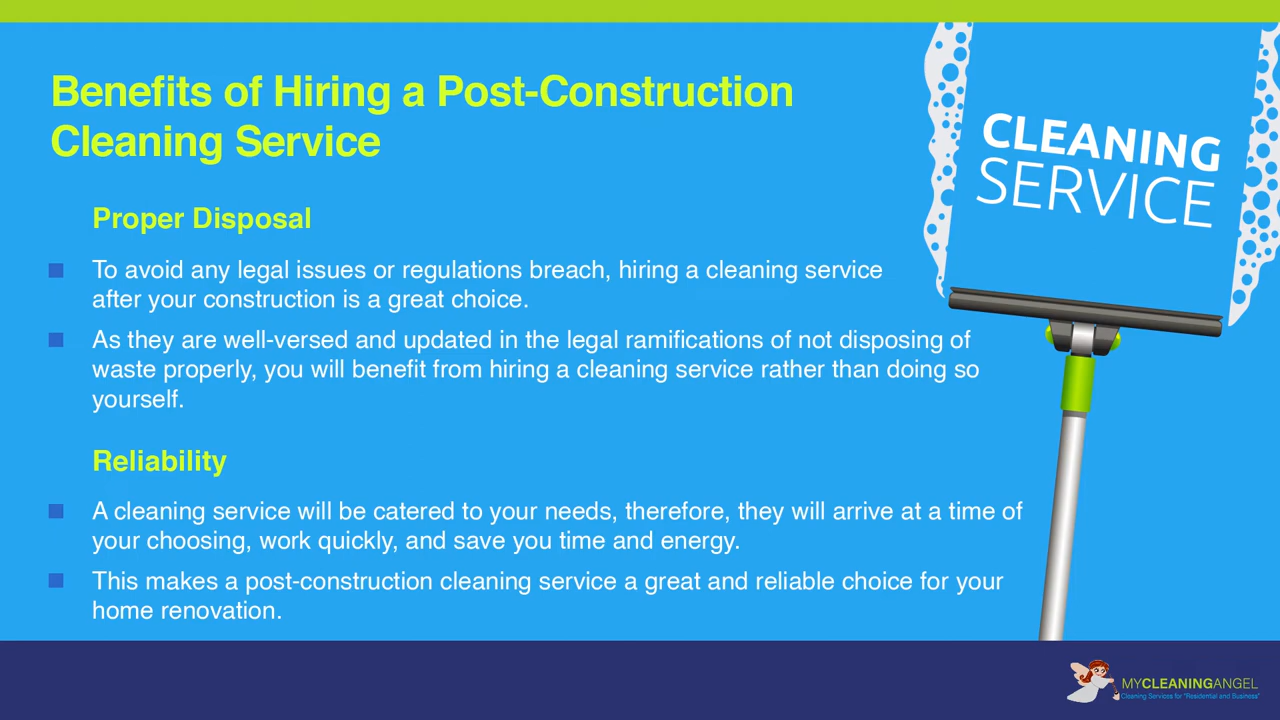 Benefits of Hiring a Post-Construction
Cleaning Service
CLEANING
SERVICE
Proper Disposal
To avoid any legal issues or regulations breach, hiring a cleaning service
after your construction is a great choice.
As they are well-versed and updated in the legal ramifications of not disposing of
waste properly, you will benefit from hiring a cleaning service rather than doing so
yourself.
Reliability
A cleaning service will be catered to your needs, therefore, they will arrive at a time of
your choosing, work quickly, and save you time and energy.
This makes a post-construction cleaning service a great and reliable choice for your
home renovation.
MYCLEANINGANGEL
Cleaning Services for "Residential and Business"